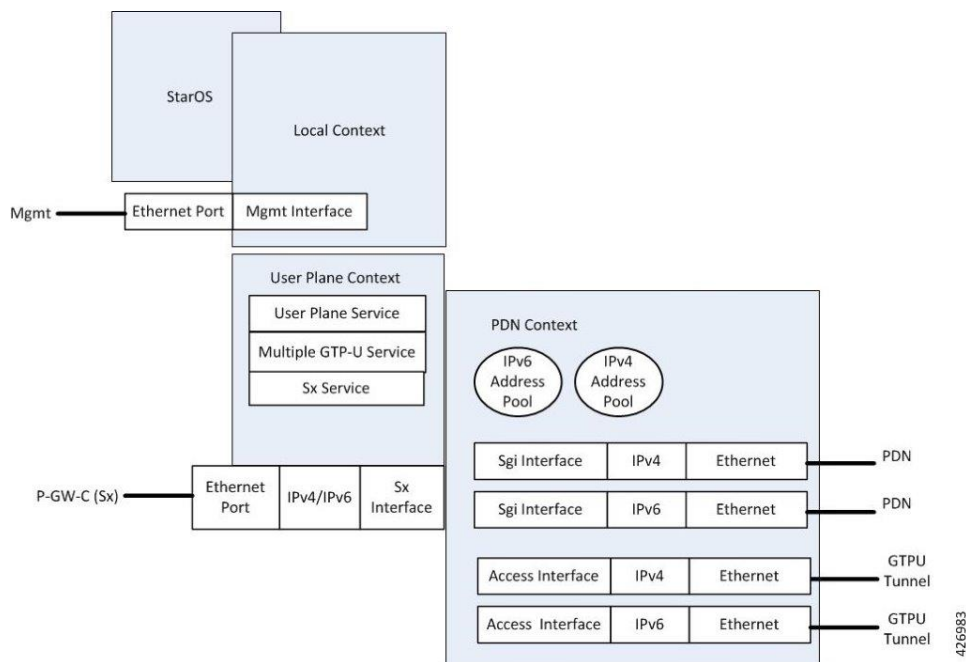 StarOS
Local Context
Mgmt
Ethernet Port
Mgmt Interface
User Plane Context
User Plane Service
Multiple GTP-U Service
Sx Service
P-GW-C (Sx)
Ethernet
Port
IPv4/IPv6
Sx
Interface
PDN Context
IPv6
Address
Pool
IPv4
Address
Pool
Sgi Interface
IPv4
Ethernet
PDN
Sgi Interface
IPv6
Ethernet
PDN
Access Interface
IPv4
Ethernet
GTPU
Tunnel
Access Interface
IPv6
Ethernet
GTPU
Tunnel
426983